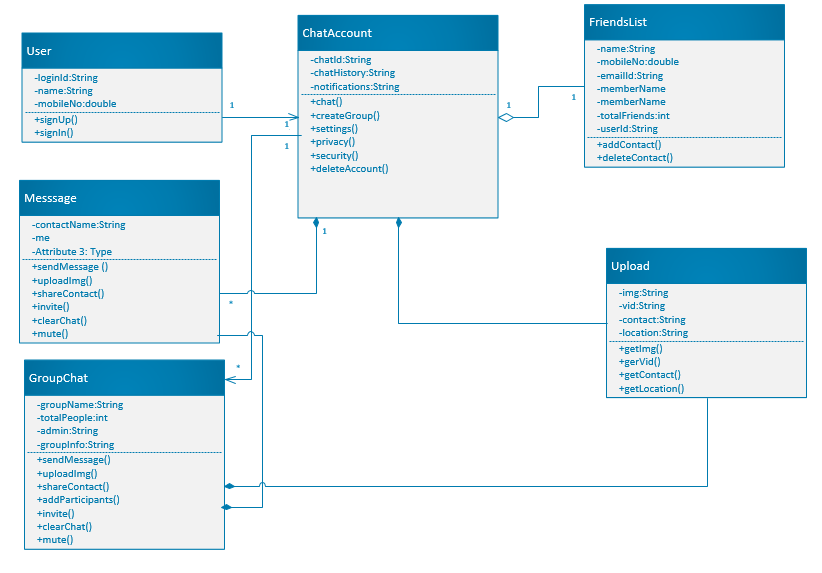 User
-loginId:String
-name:String
-mobileNo:double
+signUp()
+signIn()
1
1
ChatAccount
-chatId:String
-chatHistory:String
-notifications:String
+chat()
+createGroup()
+settings()
+privacy()
+security()
+deleteAccount()
1
1
1
1
FriendsList
-name:String
-mobileNo:double
-emailId:String
-memberName
-memberName
-totalFriends:int
-userId:String
+addContact()
+deleteContact()
Messsage
-contactName:String
-me
-Attribute 3: Type
+sendMessage ()
+uploadImg()
+shareContact()
+invite()
+clearChat()
+mute()
*
*
Upload
-img:String
-vid:String
-contact:String
-location:String
+getImg()
+gerVid()
+getContact()
+getLocation()
GroupChat
-groupName:String
-totalPeople:int
-admin:String
-groupInfo:String
+sendMessage()
+uploadImg()
+shareContact()
+addParticipants()
+invite()
+clearChat()
+mute()